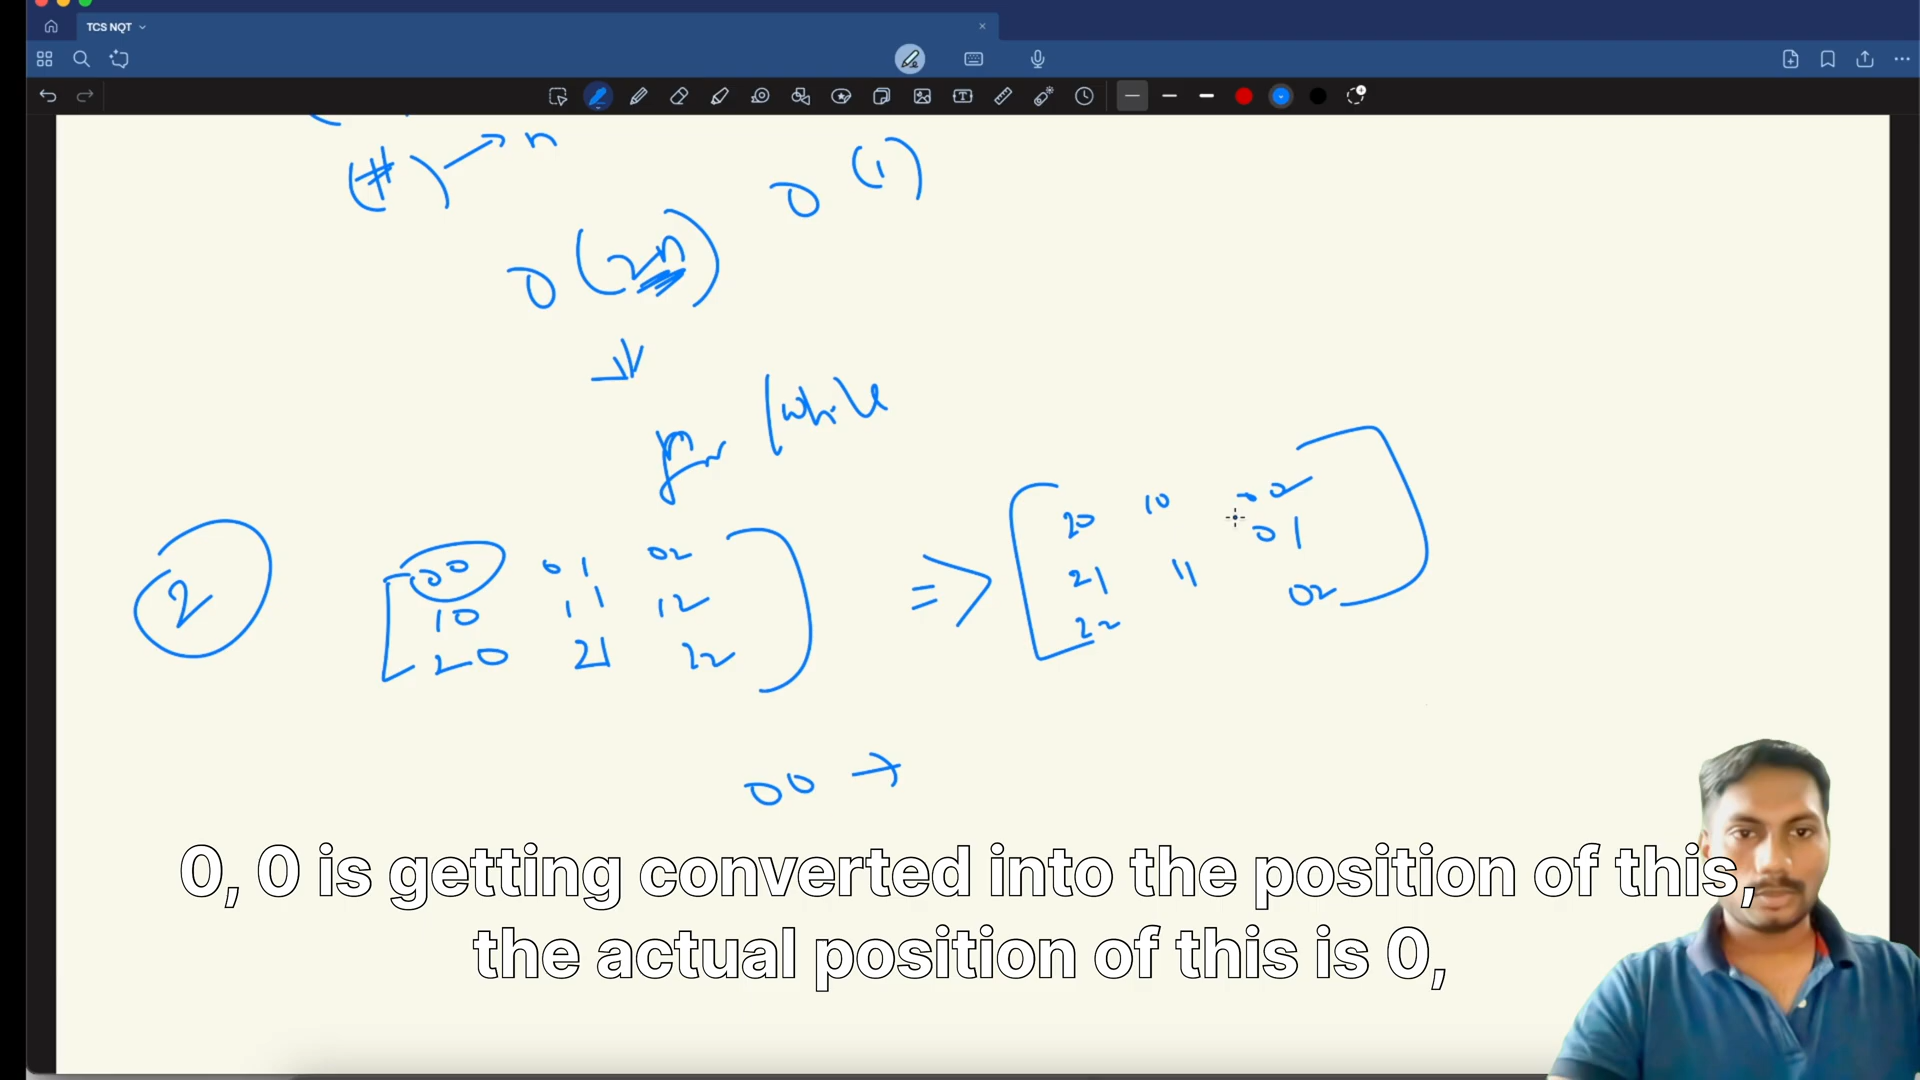 TCS NQT
(#) → n
O (1)
O (2n)
for / while
2
00 01 02
10 11 12
20 21 22
=>
20 10 00
21 11 01
22 02
00 →
0, 0 is getting converted into the position of this,
the actual position of this is 0,